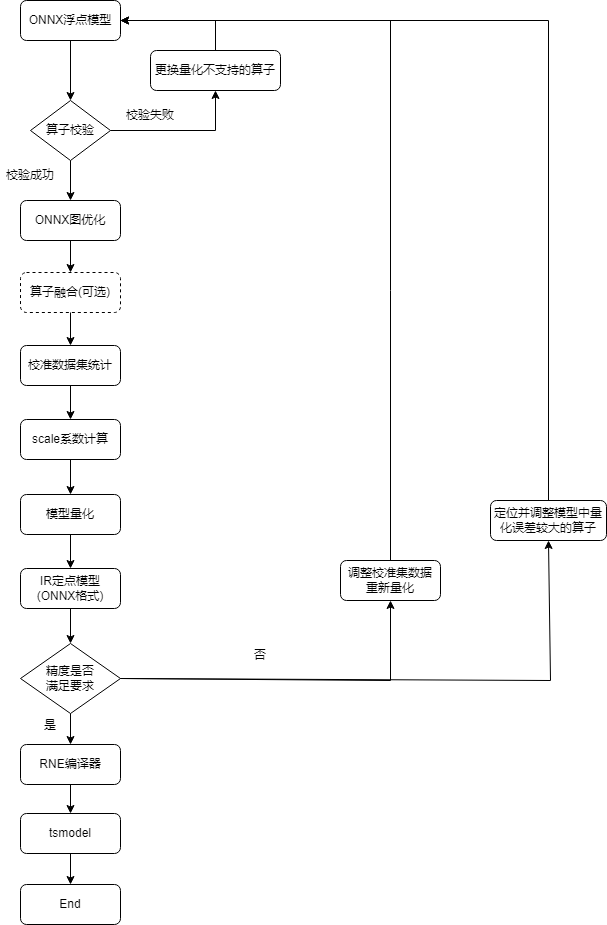 ONNX浮点模型
更换量化不支持的算子
校验失败
算子校验
校验成功
ONNX图优化
算子融合(可选)
校准数据集统计
scale系数计算
模型量化
定位并调整模型中量
化误差较大的算子
IR定点模型
(ONNX格式)
调整校准集数据
重新量化
否
精度是否
满足要求
是
RNE编译器
tsmodel
End